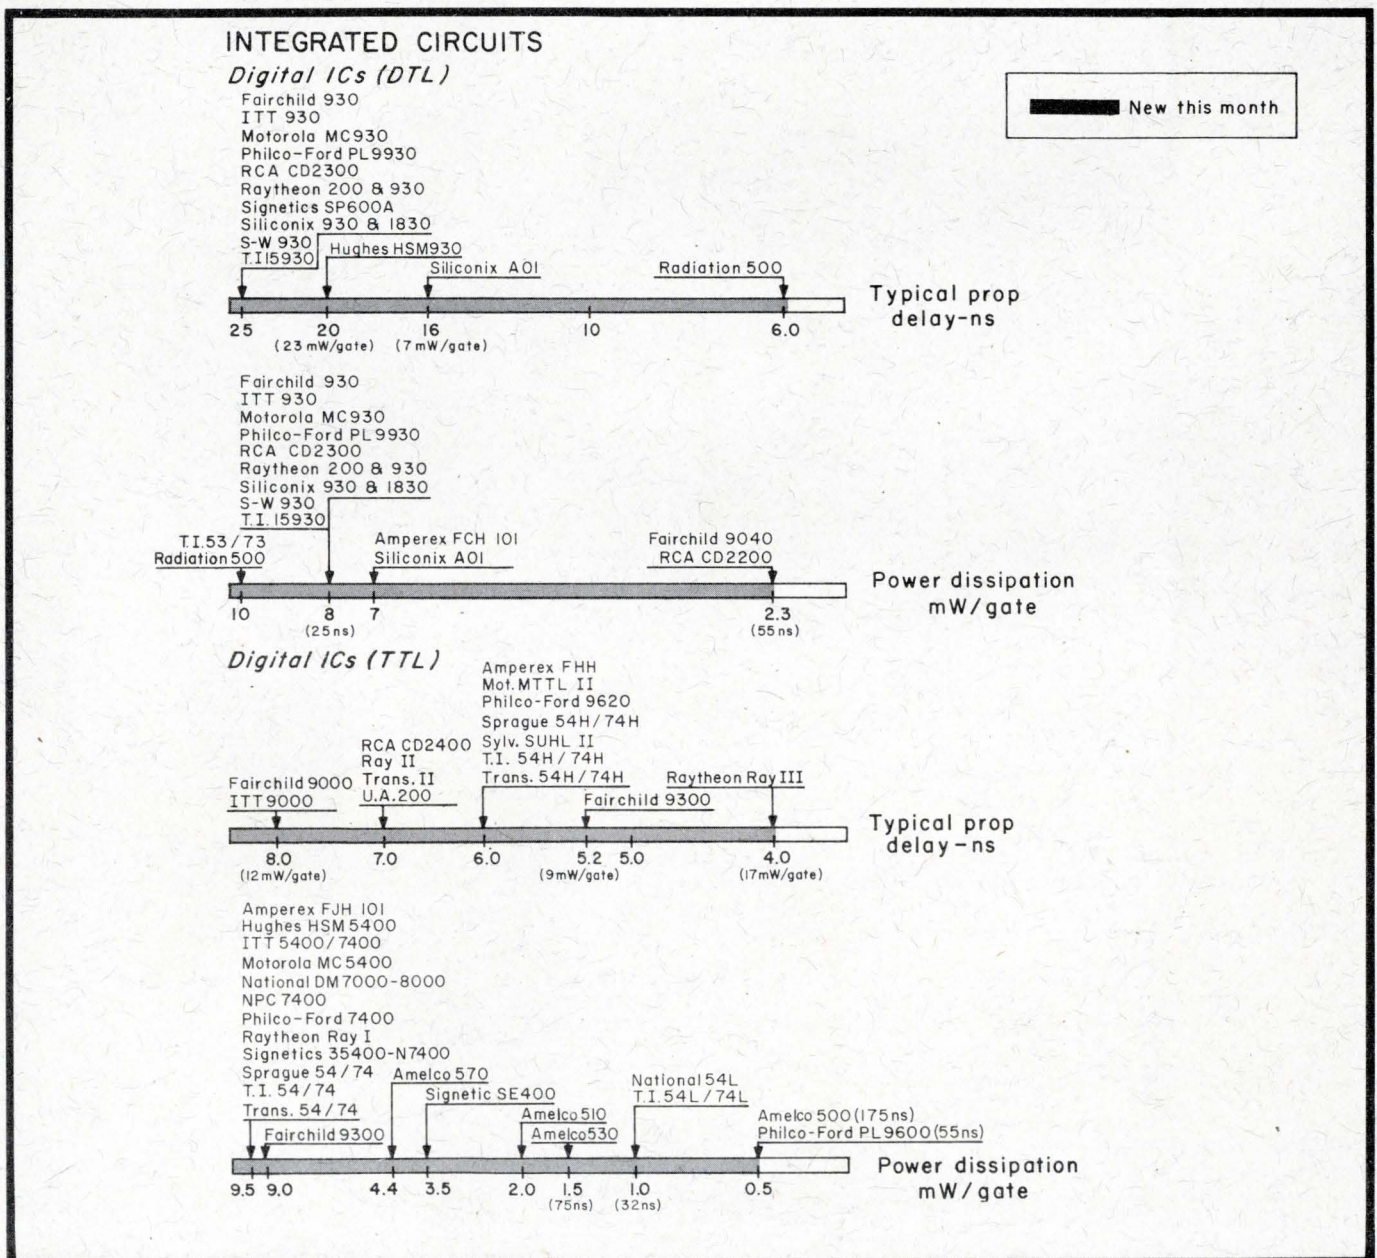 INTEGRATED CIRCUITS
Digital ICs (DTL)
New this month
Fairchild 930
ITT 930
Motorola MC930
Philco-Ford PL9930
RCA CD2300
Raytheon 200 & 930
Signetics SP600A
Siliconix 930 & 1830
S-W 930
T.I 15930
Hughes HSM930
Siliconix A01
Radiation 500
25 20 16 10 6.0
(23 mW/gate) (7mW/gate)
Typical prop
delay-ns
Fairchild 930
ITT 930
Motorola MC930
Philco-Ford PL9930
RCA CD2300
Raytheon 200 & 930
Siliconix 930 & 1830
S-W 930
T.I. 15930
T.I.53/73
Radiation 500
Amperex FCH 101
Siliconix A01
Fairchild 9040
RCA CD2200
10 8 7 2.3
(25ns) (55ns)
Power dissipation
mW/gate
Digital ICs (TTL)
Fairchild 9000
ITT 9000
RCA CD2400
Ray II
Trans. II
U.A.200
Amperex FHH
Mot. MTTL II
Philco-Ford 9620
Sprague 54H/74H
Sylv. SUHL II
T.I. 54H/74H
Trans. 54H/74H
Fairchild 9300
Raytheon Ray III
8.0 7.0 6.0 5.2 5.0 4.0
(12mW/gate) (9mW/gate) (17mW/gate)
Typical prop
delay-ns
Amperex FJH 101
Hughes HSM 5400
ITT 5400/7400
Motorola MC5400
National DM7000-8000
NPC 7400
Philco-Ford 7400
Raytheon Ray I
Signetics 35400-N7400
Sprague 54/74
T.I. 54/74
Trans. 54/74
Fairchild 9300
Amelco 570
Signetic SE400
Amelco 510
Amelco 530
National 54L
T.I. 54L/74L
Amelco 500 (175ns)
Philco-Ford PL9600 (55ns)
9.5 9.0 4.4 3.5 2.0 1.5 1.0 0.5
(75ns) (32ns)
Power dissipation
mW/gate